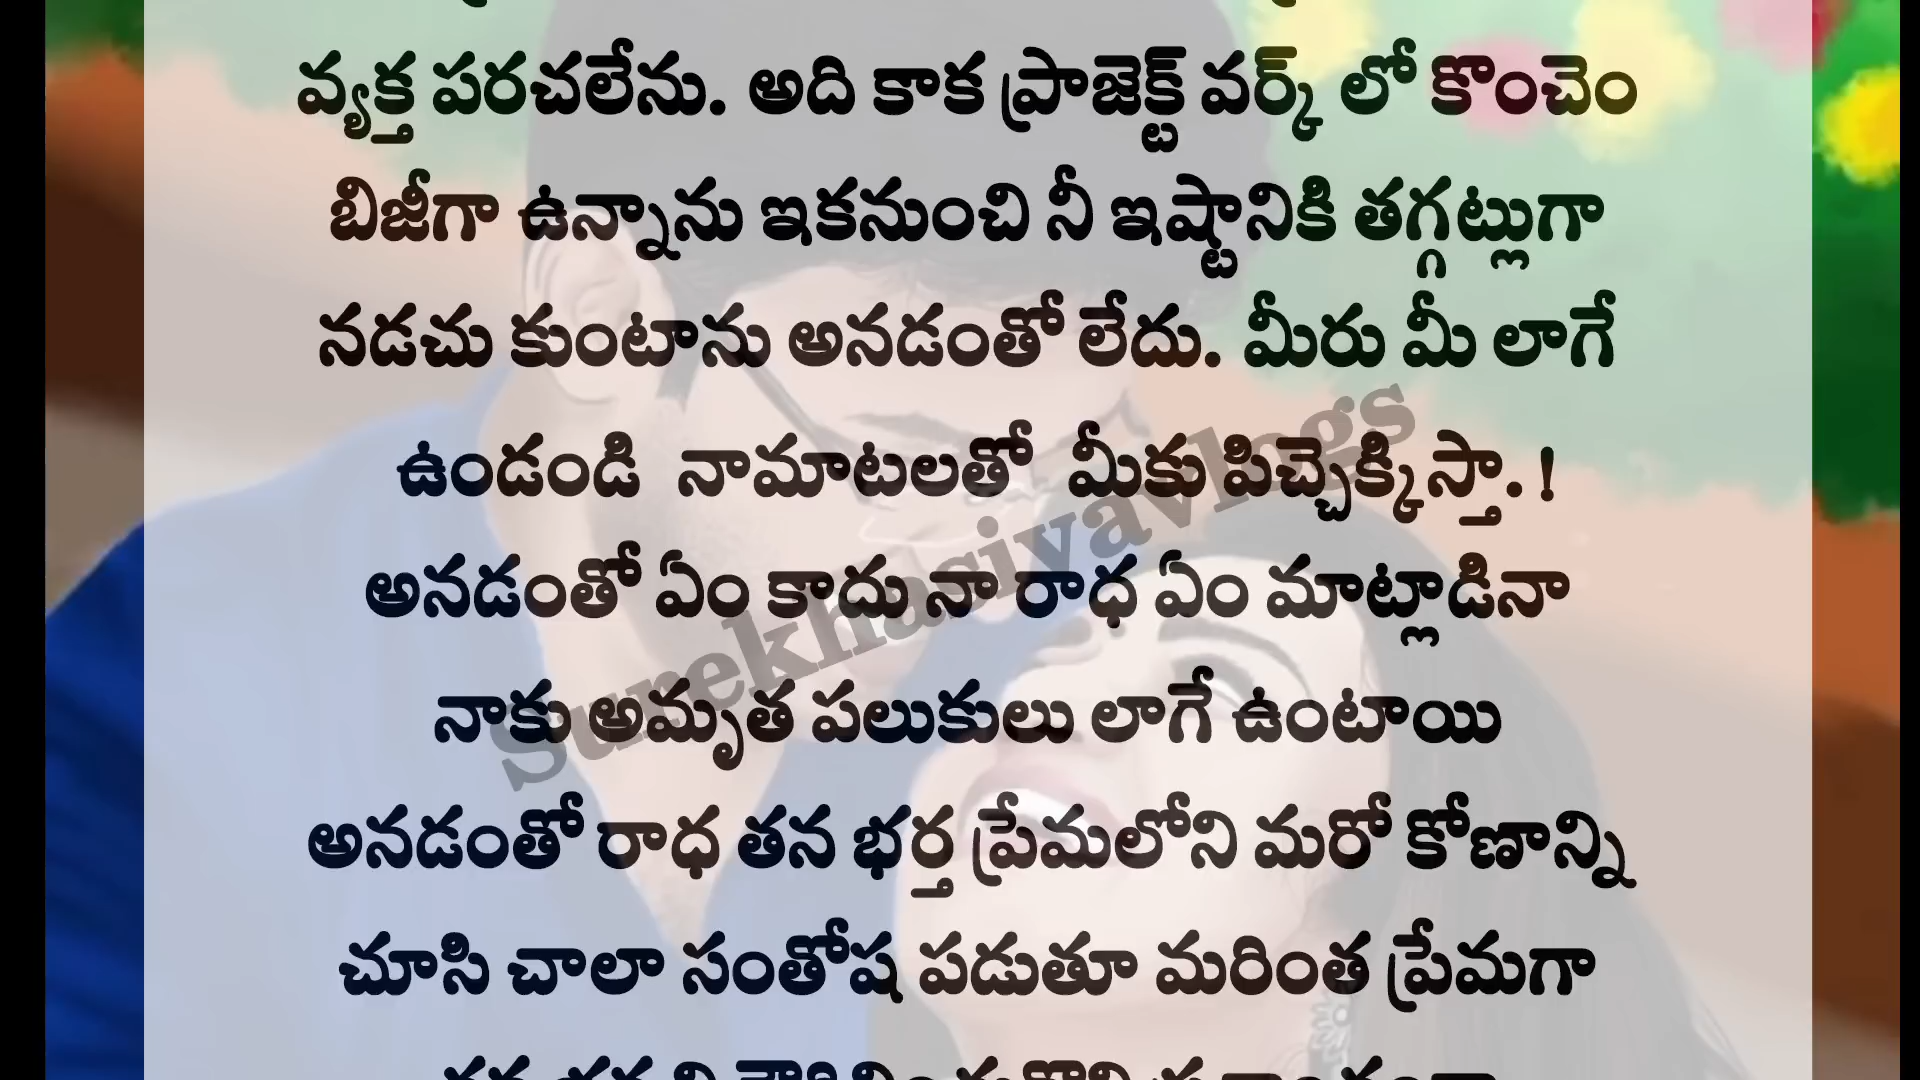 వ్యక్త పరచలేను. అది కాక ప్రాజెక్ట్ వర్క్ లో కొంచెం
బిజీగా ఉన్నాను ఇకనుంచి నీ ఇష్టానికి తగ్గట్లుగా
నడచు కుంటాను అనడంతో లేదు. మీరు మీ లాగే
ఉండండి నామాటలతో మీకు పిచ్చెక్కిస్తా. !
అనడంతో ఏం కాదు నా రాధ ఏం మాట్లాడినా
నాకు అమృత పలుకులు లాగే ఉంటాయి
అనడంతో రాధ తన భర్త ప్రేమలోని మరో కోణాన్ని
చూసి చాలా సంతోష పడుతూ మరింత ప్రేమగా
Surekhasiyavlogs